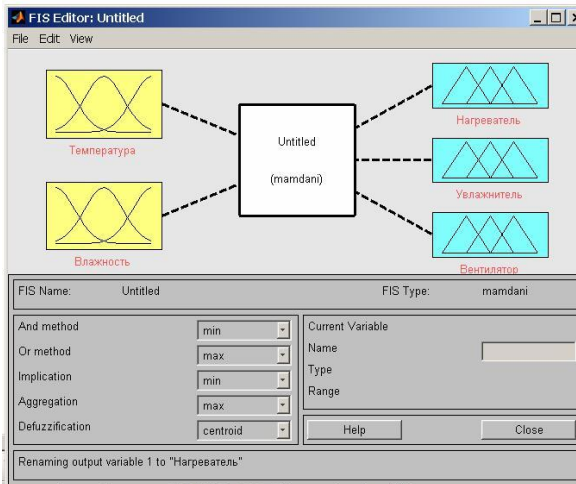 FIS Editor: Untitled
File Edit View
Температура
Влажность
Untitled
(mamdani)
Нагреватель
Увлажнитель
Вентилятор
FIS Name: Untitled FIS Type: mamdani
And method min
Or method max
Implication min
Aggregation max
Defuzzification centroid
Current Variable
Name
Type
Range
Help Close
Renaming output variable 1 to "Нагреватель"